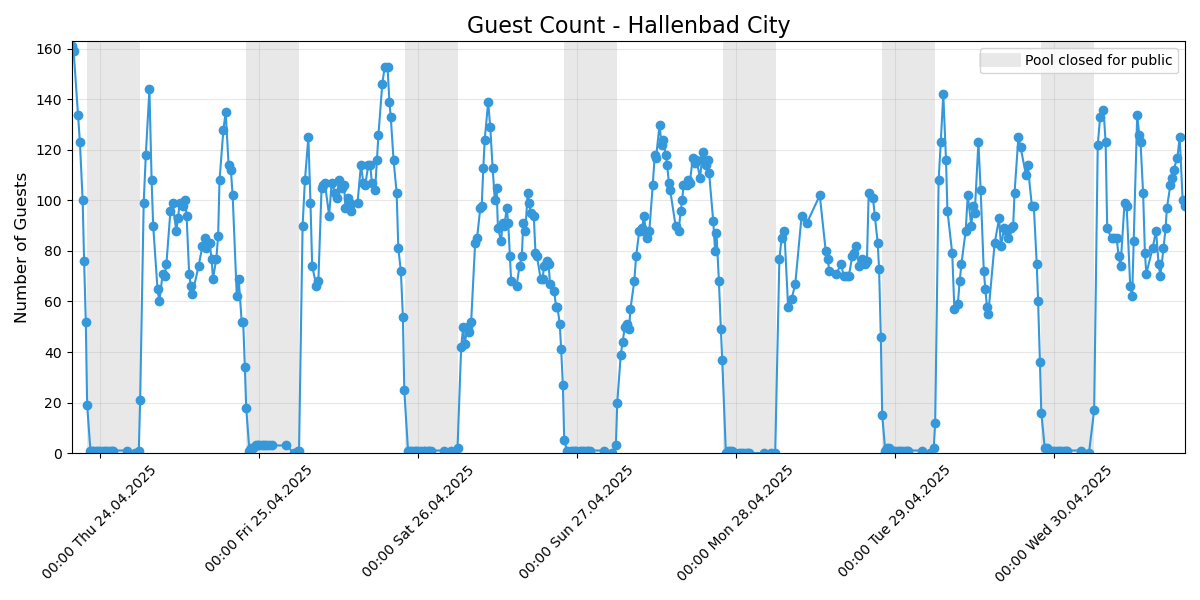 Guest Count - Hallenbad City
Pool closed for public
Number of Guests
160
140
120
100
80
60
40
20
0
00:00 Thu 24.04.2025
00:00 Fri 25.04.2025
00:00 Sat 26.04.2025
00:00 Sun 27.04.2025
00:00 Mon 28.04.2025
00:00 Tue 29.04.2025
00:00 Wed 30.04.2025